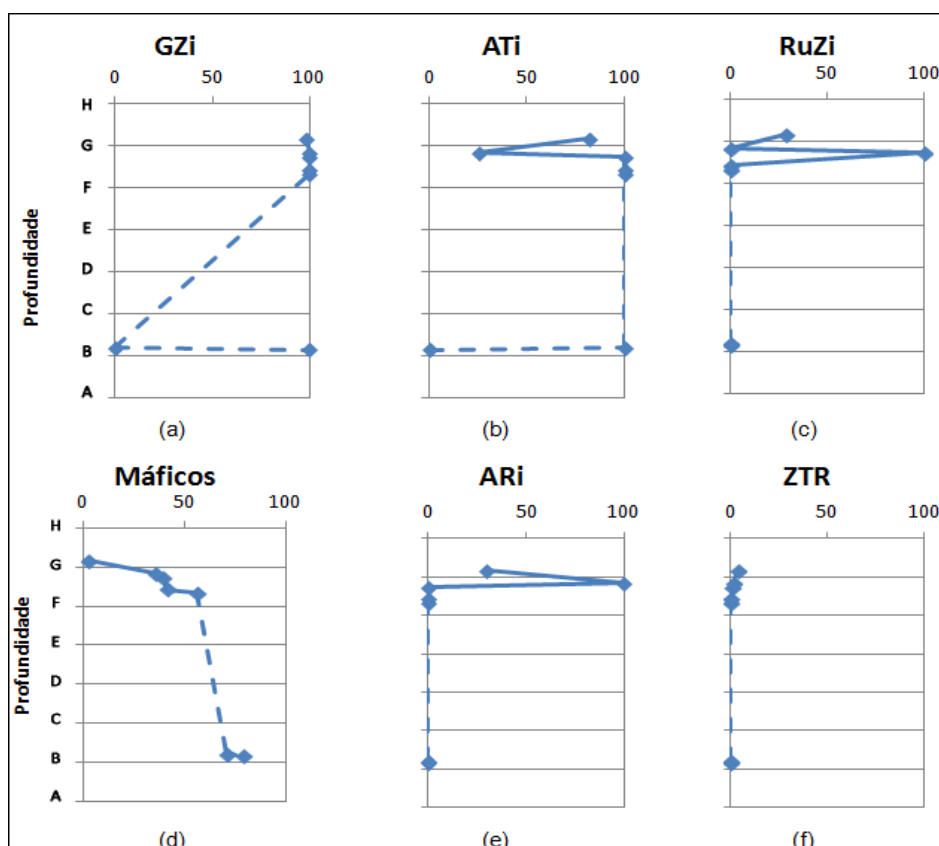 GZi ATi RuZi
0 50 100 0 50 100 0 50 100
H
G
F
E
D
C
B
A
Profundidade
(a) (b) (c)
Máficos ARi ZTR
0 50 100 0 50 100 0 50 100
H
G
F
E
D
C
B
A
Profundidade
(d) (e) (f)